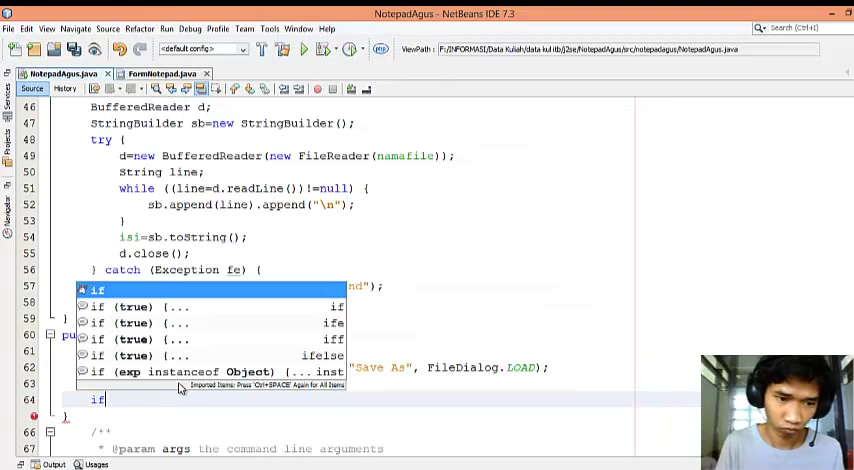 NotepadAgus - NetBeans IDE 7.3
File Edit View Navigate Source Refactor Run Debug Profile Team Tools Window Help
Search (Ctrl+I)
<default config>
php
ViewPath : F:/INFORMASI/Data Kuliah/data kul itb/j2se/NotepadAgus/src/notepadagus/NotepadAgus.java
NotepadAgus.java FormNotepad.java
Source History
Services
Projects
Navigator
46 BufferedReader d;
47 StringBuilder sb=new StringBuilder();
48 try {
49 d=new BufferedReader(new FileReader(namafile));
50 String line;
51 while ((line=d.readLine())!=null) {
52 sb.append(line).append("\n");
53 }
54 isi=sb.toString();
55 d.close();
56 } catch (Exception fe) {
57 nd");
58
59 }
60 pu
61
62 "Save As", FileDialog.LOAD);
63
64 if
}
66 /**
67 * @param args the command line arguments
if
if (true) {... if
if (true) {... ife
if (true) {... iff
if (true) {... ifelse
if (exp instanceof Object) {... inst
Imported Items; Press 'Ctrl+SPACE' Again for All Items
Output Usages